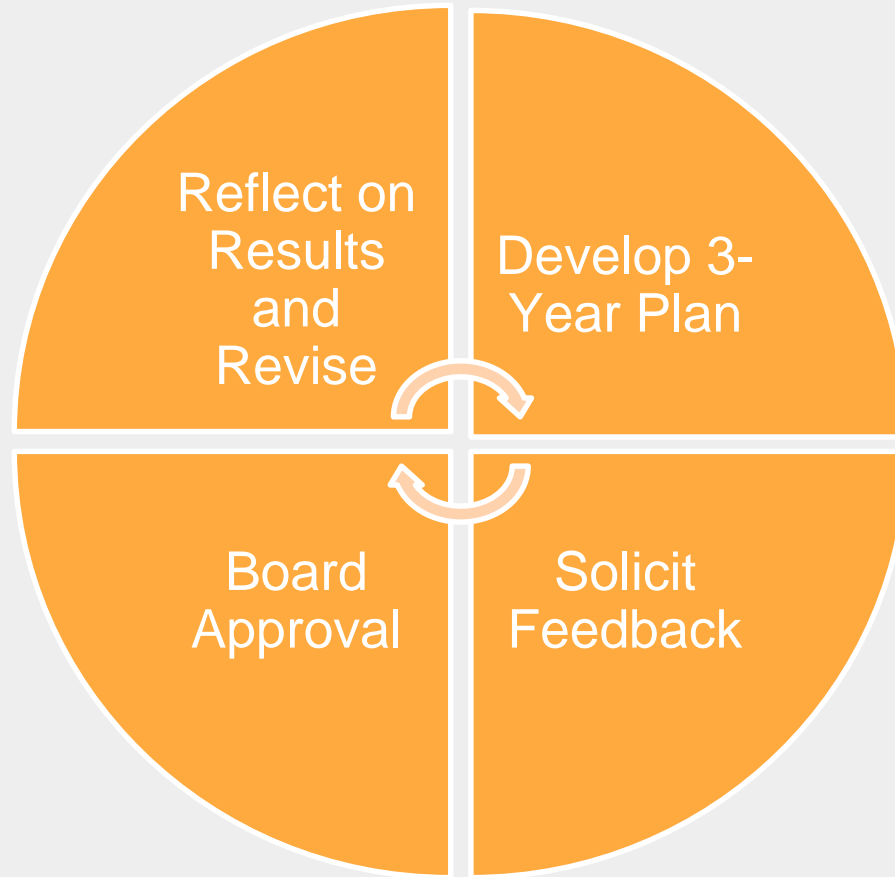 Reflect on
Results
and
Revise
Develop 3-
Year Plan
Board
Approval
Solicit
Feedback